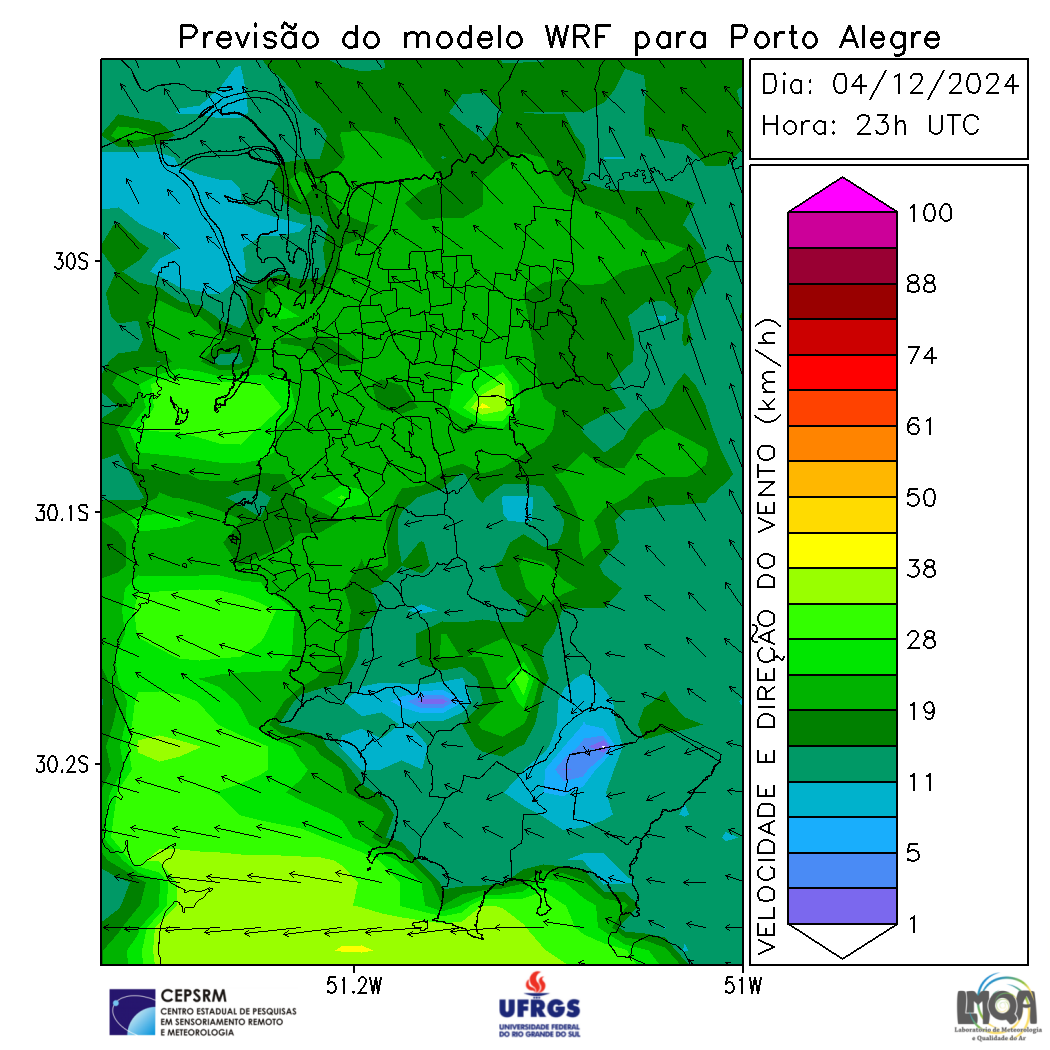 Previsão do modelo WRF para Porto Alegre
Dia: 04/12/2024
Hora: 23h UTC
30S
30.1S
30.2S
51.2W
51W
VELOCIDADE E DIREÇÃO DO VENTO (km/h)
100
88
74
61
50
38
28
19
11
5
1
CEPSRM
CENTRO ESTADUAL DE PESQUISAS
EM SENSORIAMENTO REMOTO
E METEOROLOGIA
UFRGS
UNIVERSIDADE FEDERAL
DO RIO GRANDE DO SUL
LMQA
Laboratório de Meteorologia
e Qualidade do Ar